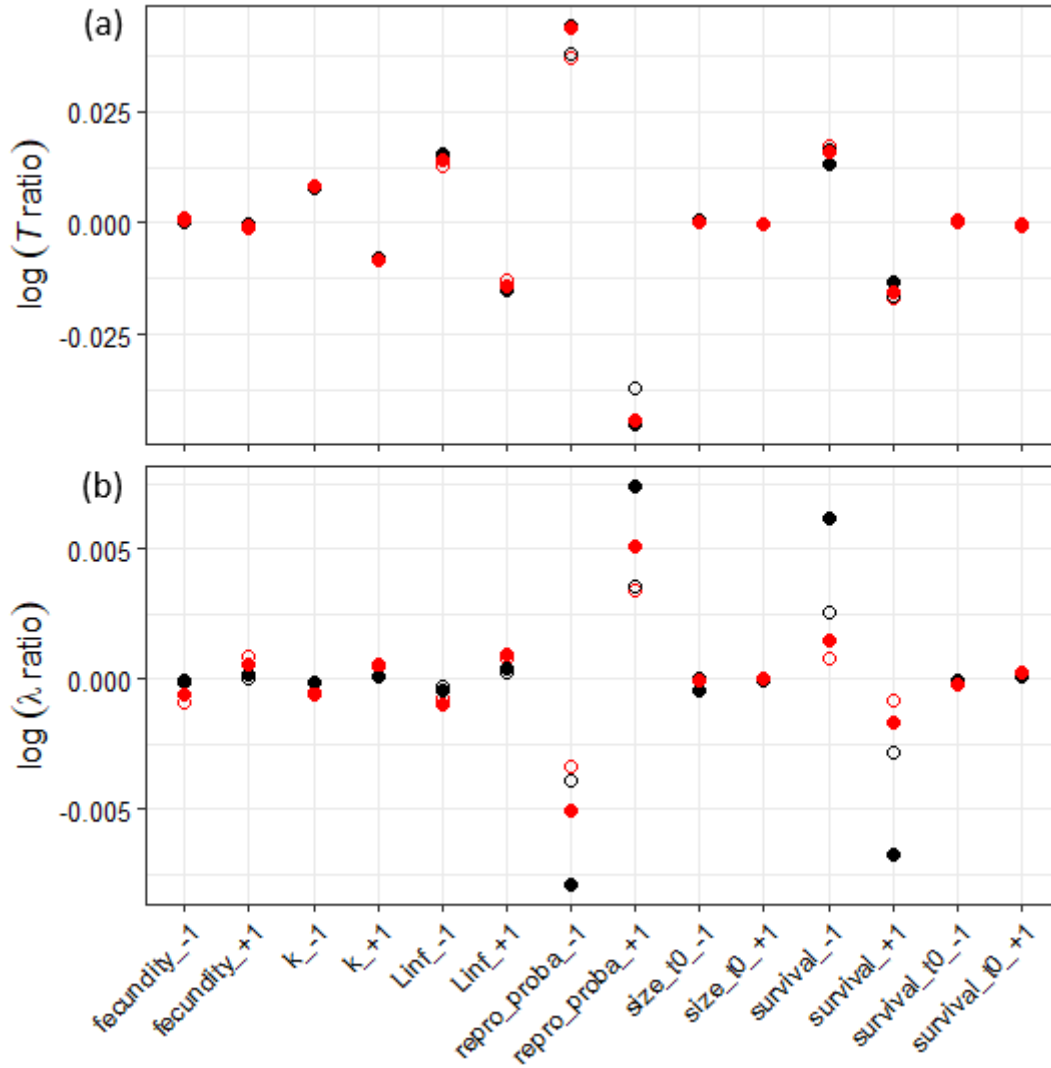 (a)
0.025
0.000
-0.025
log (T ratio)
(b)
0.005
0.000
-0.005
log (λ ratio)
fecundity_-1
fecundity_+1
k_-1
k_+1
Linf_-1
Linf_+1
repro_proba_-1
repro_proba_+1
size_t0_-1
size_t0_+1
survival_-1
survival_+1
survival_t0_-1
survival_t0_+1